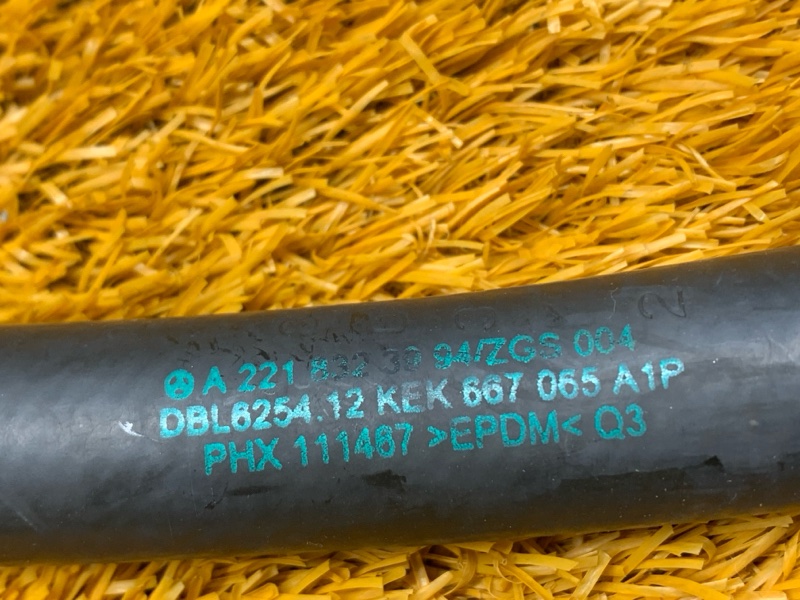 A 221 832 39 94/ZGS 004
DBL6254.12 KEK 667 065 A1P
PHX 111467 >EPDM< Q3